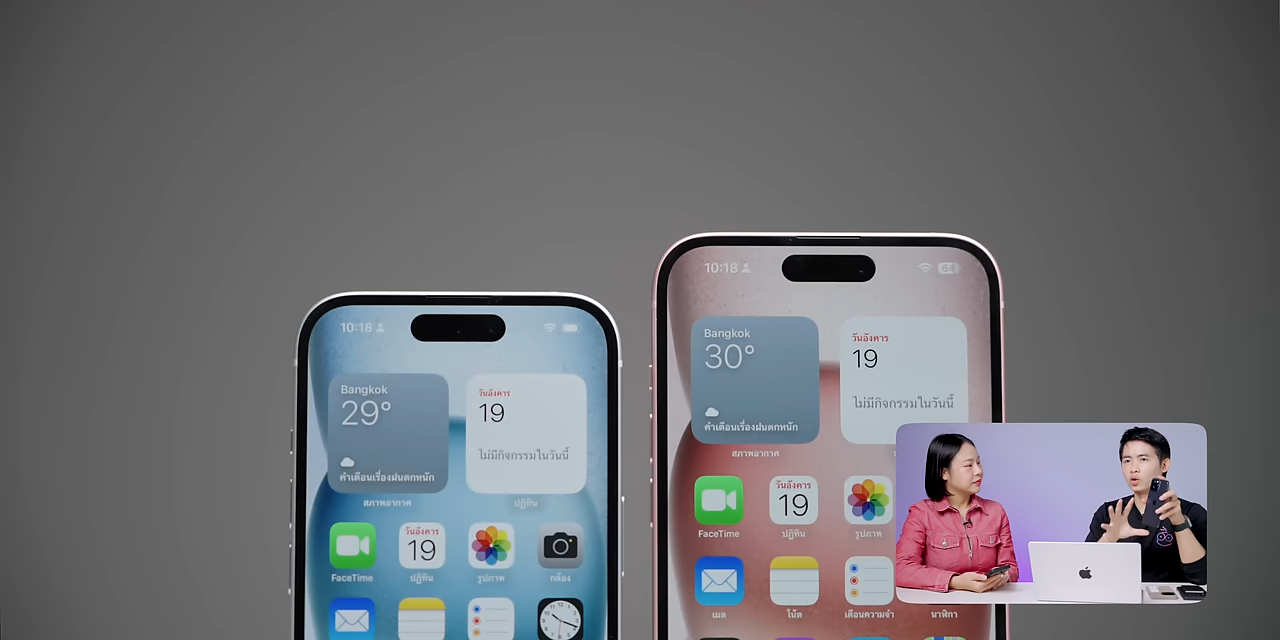 10:18
Bangkok
29°
คำเตือนเรื่องฝนตกหนัก
สภาพอากาศ
วันอังคาร
19
ไม่มีกิจกรรมในวันนี้
ปฏิทิน
FaceTime
วันอังคาร
19
ปฏิทิน
รูปภาพ
กล้อง
10:18
64
Bangkok
30°
คำเตือนเรื่องฝนตกหนัก
สภาพอากาศ
วันอังคาร
19
ไม่มีกิจกรรมในวันนี้
FaceTime
วันอังคาร
19
ปฏิทิน
รูปภาพ
เมล
โน้ต
เตือนความจำ
นาฬิกา